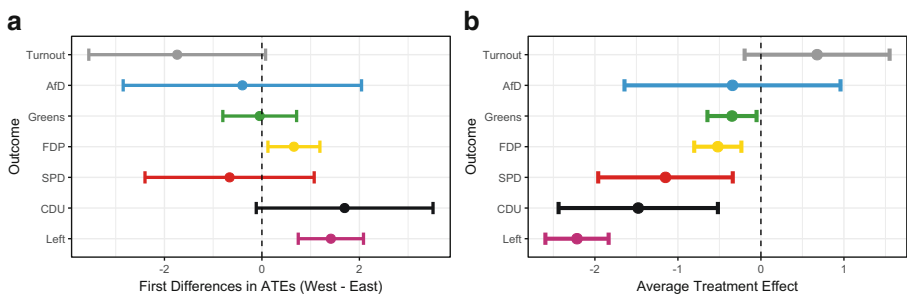 a
Outcome
Turnout
AfD
Greens
FDP
SPD
CDU
Left
-2
0
2
First Differences in ATEs (West - East)
b
Outcome
Turnout
AfD
Greens
FDP
SPD
CDU
Left
-2
-1
0
1
Average Treatment Effect